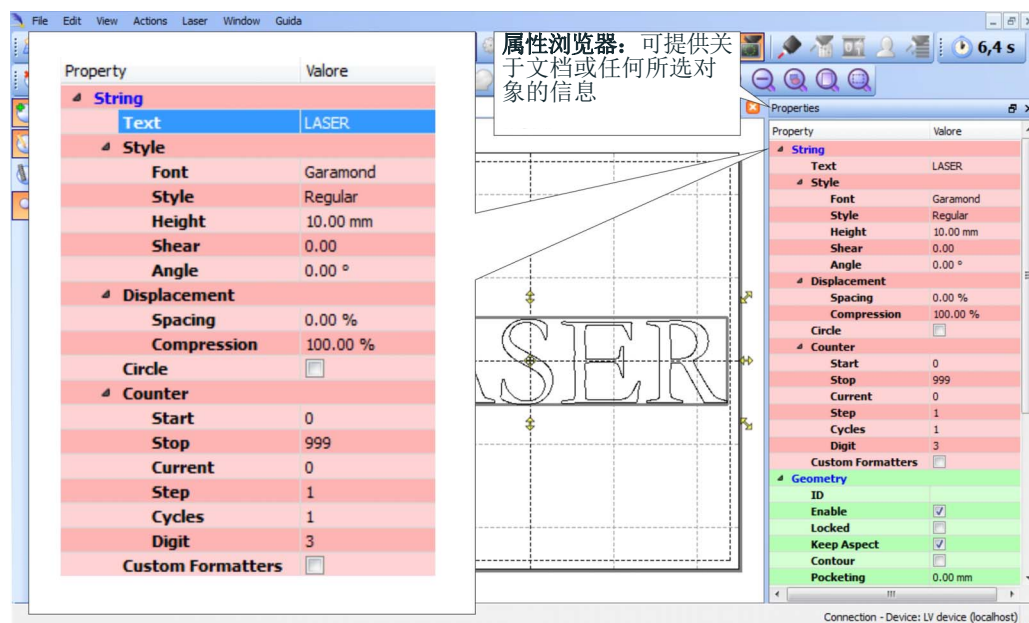 File Edit View Actions Laser Window Guida
6,4 s
属性浏览器：可提供关
于文档或任何所选对
象的信息
Property Valore
String
Text LASER
Style
Font Garamond
Style Regular
Height 10.00 mm
Shear 0.00
Angle 0.00 °
Displacement
Spacing 0.00 %
Compression 100.00 %
Circle
Counter
Start 0
Stop 999
Current 0
Step 1
Cycles 1
Digit 3
Custom Formatters
ASER
Properties
Property Valore
String
Text LASER
Style
Font Garamond
Style Regular
Height 10.00 mm
Shear 0.00
Angle 0.00 °
Displacement
Spacing 0.00 %
Compression 100.00 %
Circle
Counter
Start 0
Stop 999
Current 0
Step 1
Cycles 1
Digit 3
Custom Formatters
Geometry
ID
Enable
Locked
Keep Aspect
Contour
Pocketing 0.00 mm
Connection - Device: LV device (localhost)